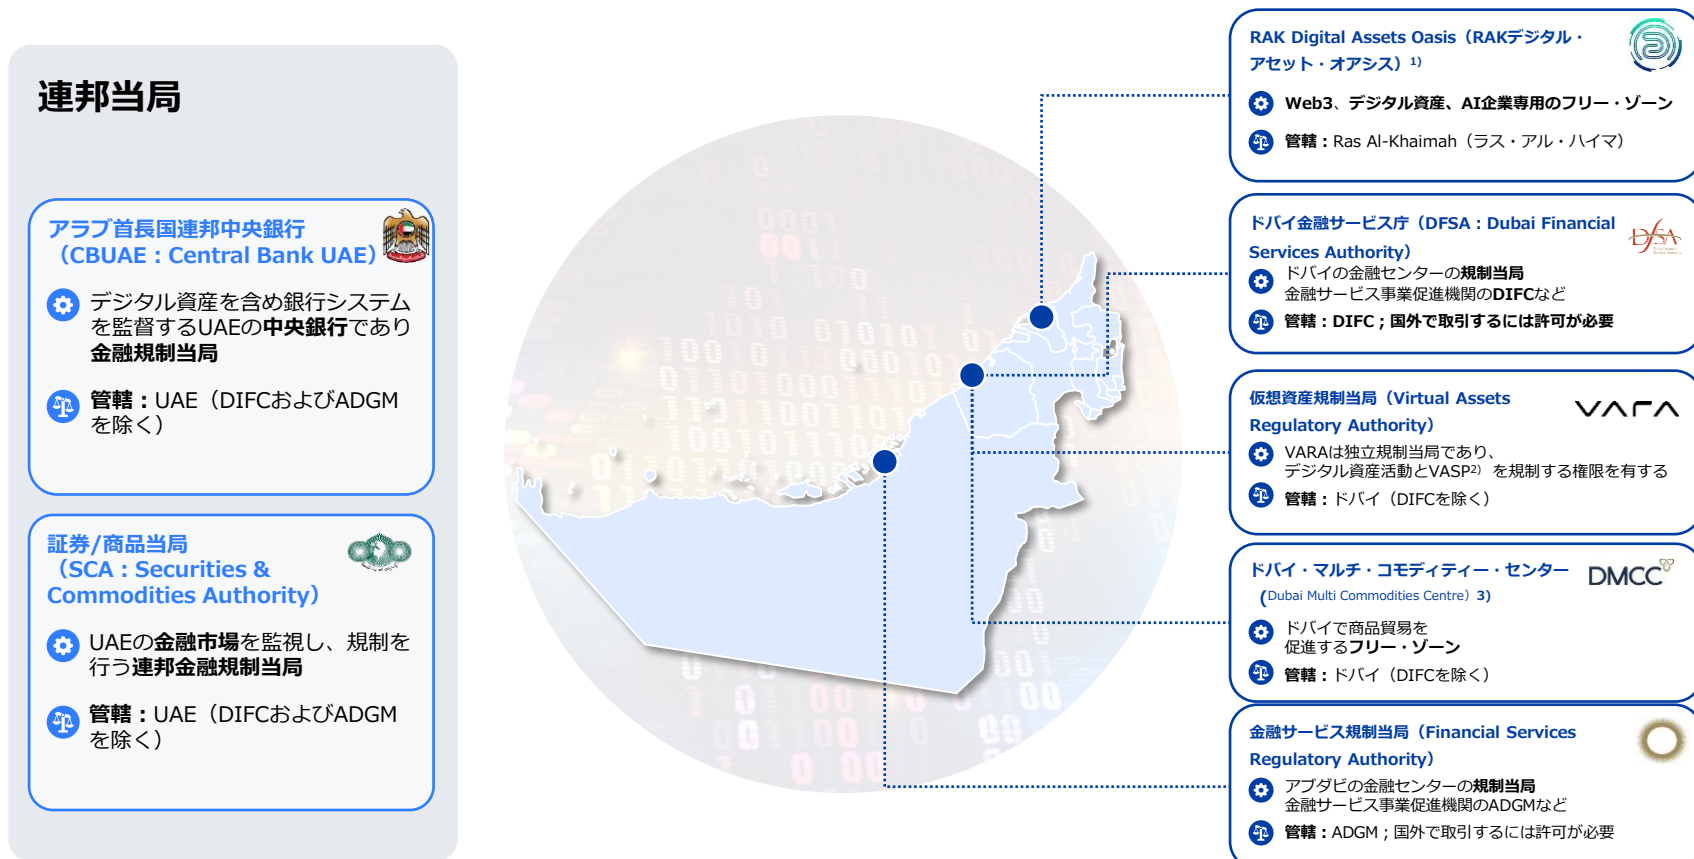 連邦当局
アラブ首長国連邦中央銀行
（CBUAE：Central Bank UAE）
デジタル資産を含め銀行システム
を監督するUAEの中央銀行であり
金融規制当局
管轄：UAE（DIFCおよびADGM
を除く）
証券/商品当局
（SCA：Securities &
Commodities Authority）
UAEの金融市場を監視し、規制を
行う連邦金融規制当局
管轄：UAE（DIFCおよびADGM
を除く）
RAK Digital Assets Oasis（RAKデジタル・
アセット・オアシス）1)
Web3、デジタル資産、AI企業専用のフリー・ゾーン
管轄：Ras Al-Khaimah（ラス・アル・ハイマ）
ドバイ金融サービス庁（DFSA：Dubai Financial
Services Authority）
DFSA
ドバイの金融センターの規制当局
金融サービス事業促進機関のDIFCなど
管轄：DIFC；国外で取引するには許可が必要
仮想資産規制当局（Virtual Assets
Regulatory Authority）
VARA
VARAは独立規制当局であり、
デジタル資産活動とVASP2）を規制する権限を有する
管轄：ドバイ（DIFCを除く）
ドバイ・マルチ・コモディティー・センター
（Dubai Multi Commodities Centre）3)
DMCC
ドバイで商品貿易を
促進するフリー・ゾーン
管轄：ドバイ（DIFCを除く）
金融サービス規制当局（Financial Services
Regulatory Authority）
アブダビの金融センターの規制当局
金融サービス事業促進機関のADGMなど
管轄：ADGM；国外で取引するには許可が必要